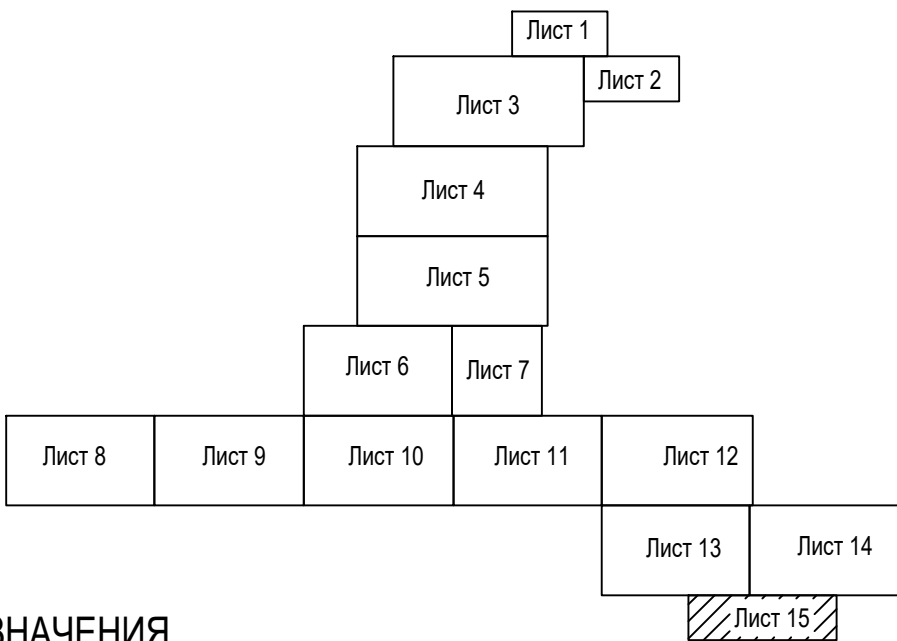 Лист 1
Лист 2
Лист 3
Лист 4
Лист 5
Лист 6
Лист 7
Лист 8
Лист 9
Лист 10
Лист 11
Лист 12
Лист 13
Лист 14
Лист 15
ЗНАЧЕНИЯ